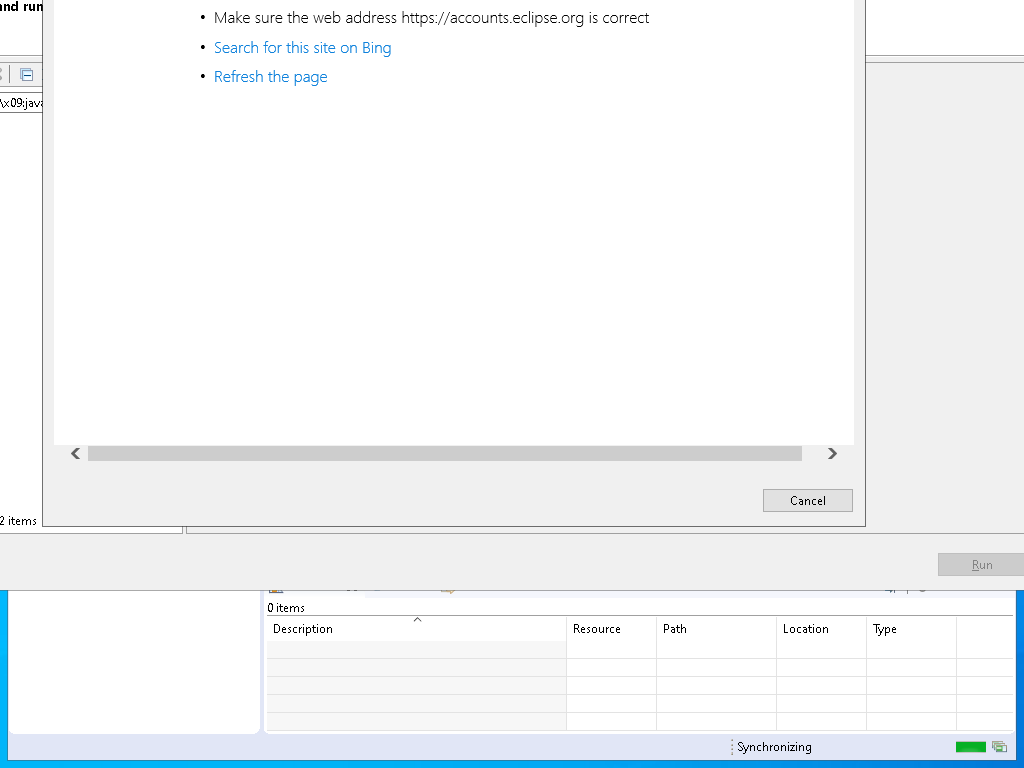 and run
• Make sure the web address https://accounts.eclipse.org is correct
• Search for this site on Bing
• Refresh the page
\x09:java
2 items
Cancel
Run
0 items
Description Resource Path Location Type
Synchronizing